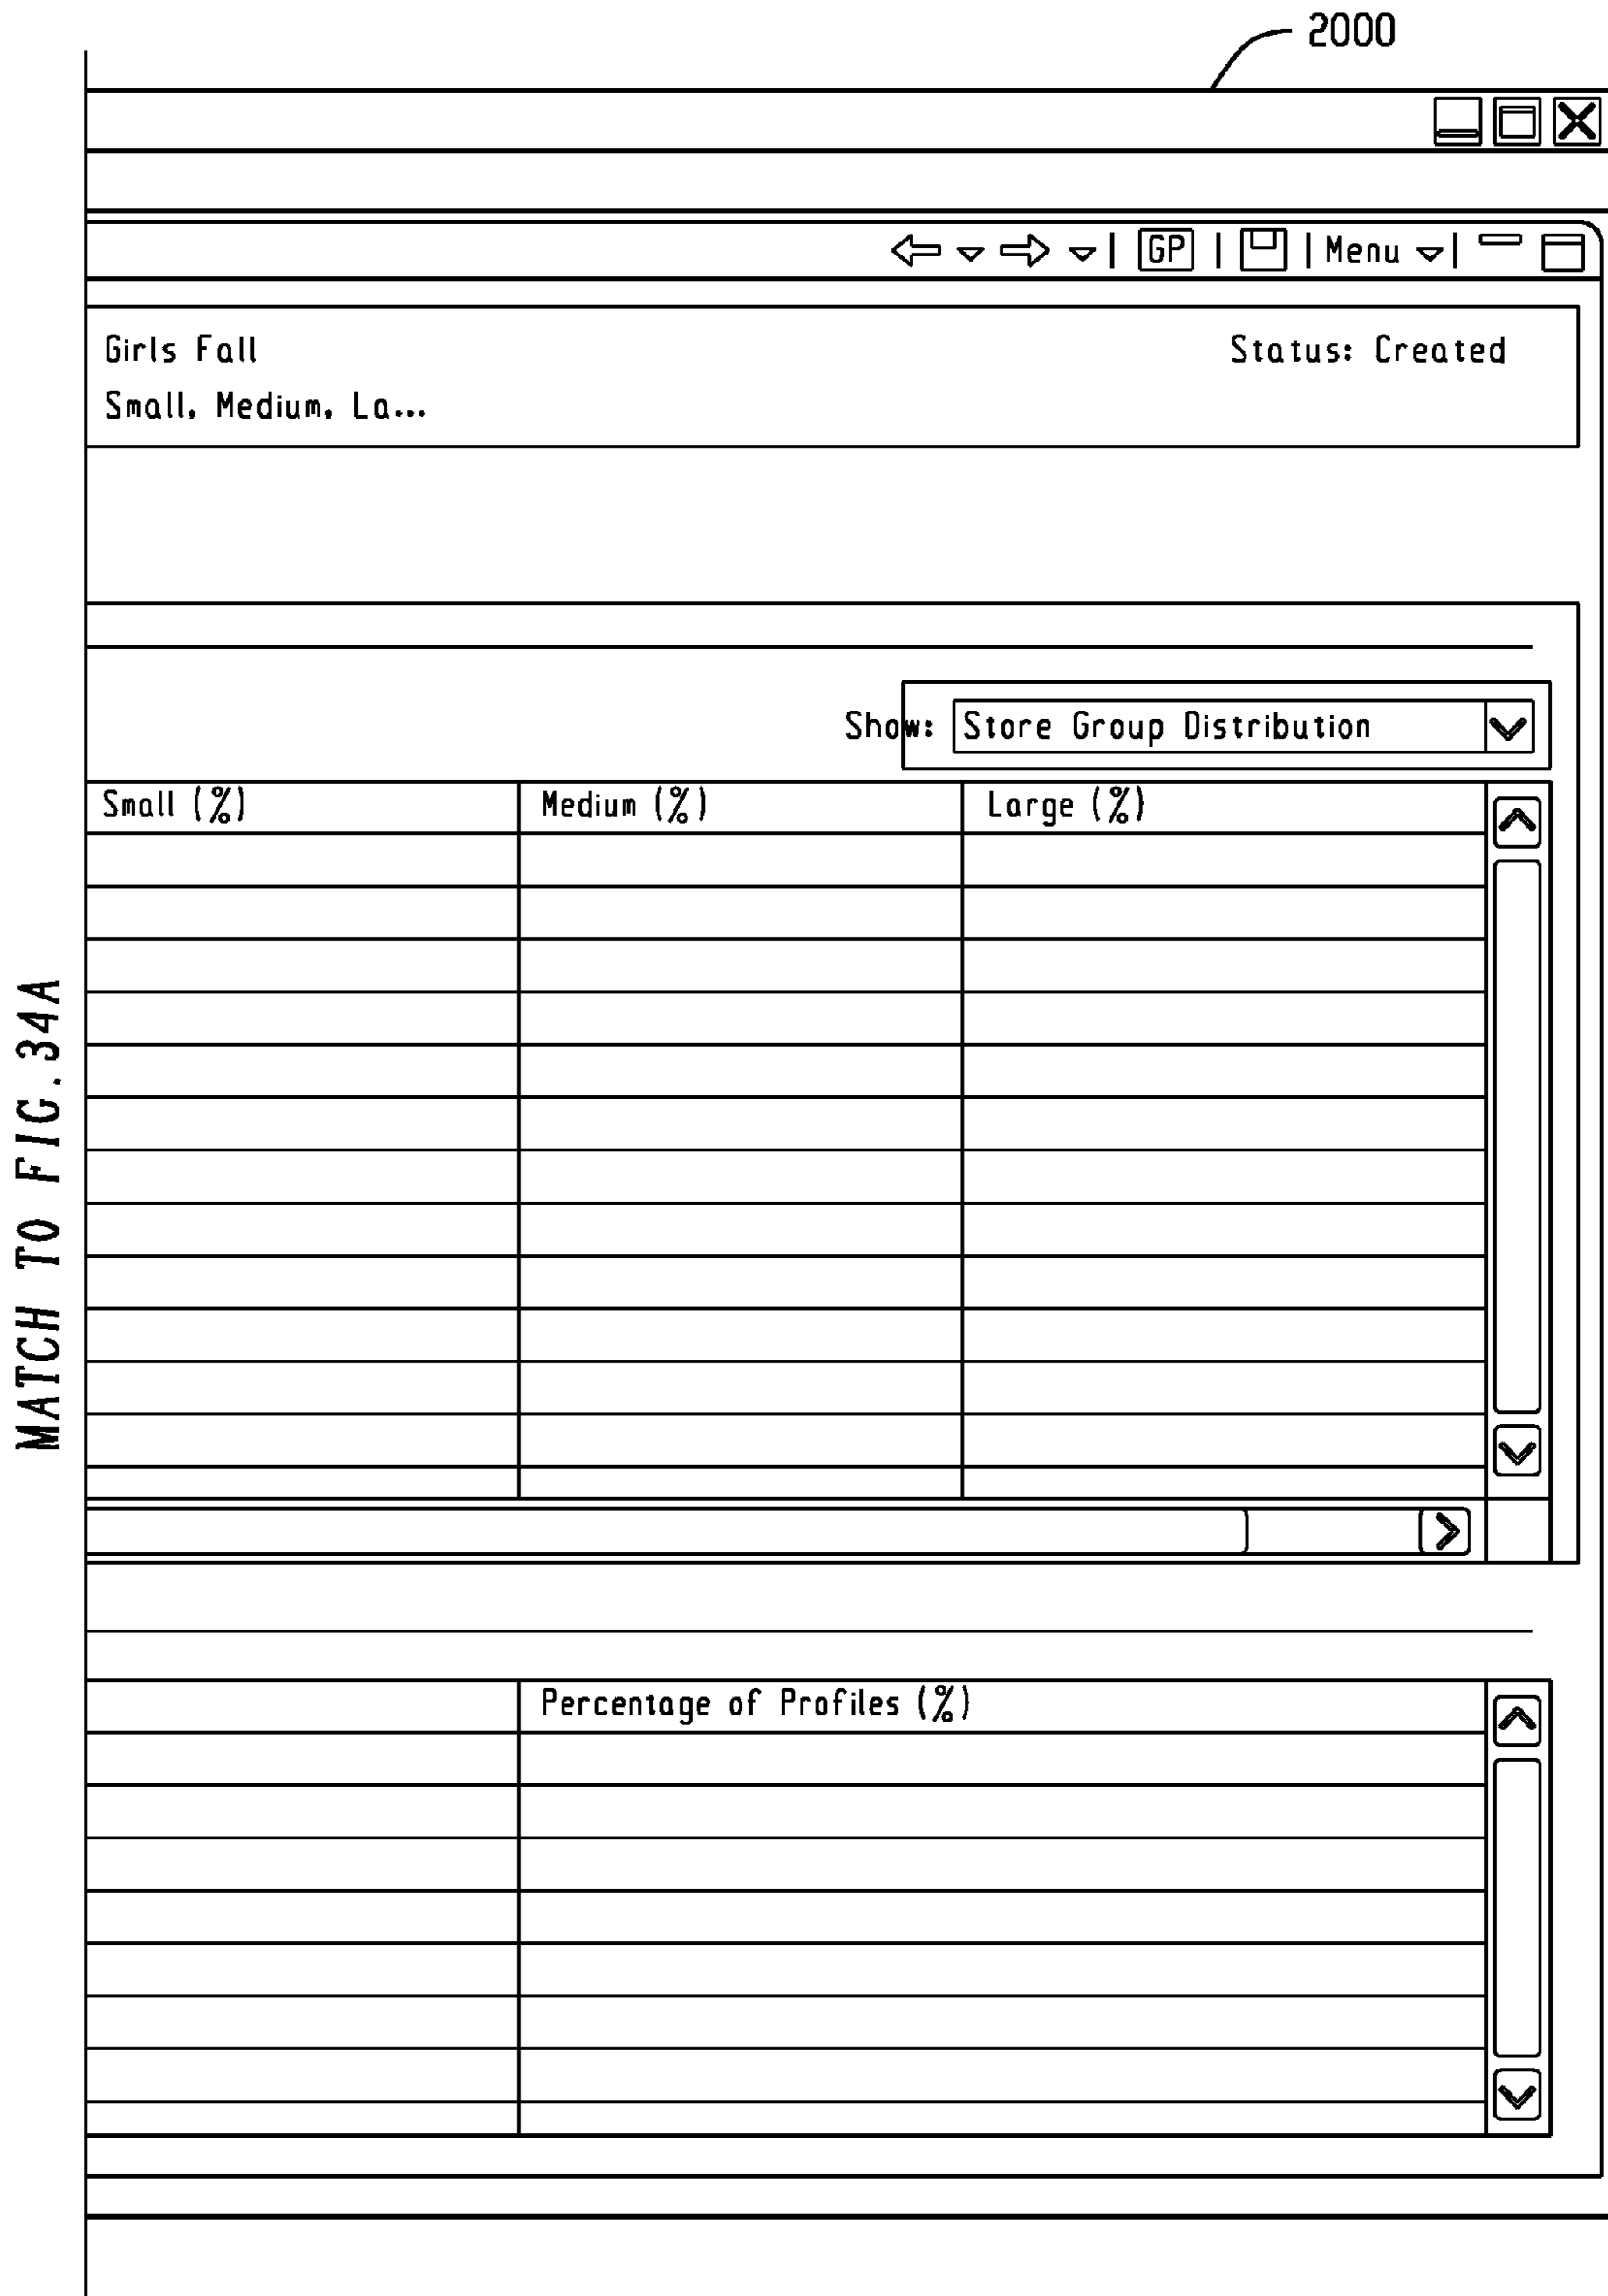 2000
GP Menu
Girls Fall Status: Created
Small, Medium, La...
Show: Store Group Distribution
Small (%) Medium (%) Large (%)
Percentage of Profiles (%)
MATCH TO FIG.34A